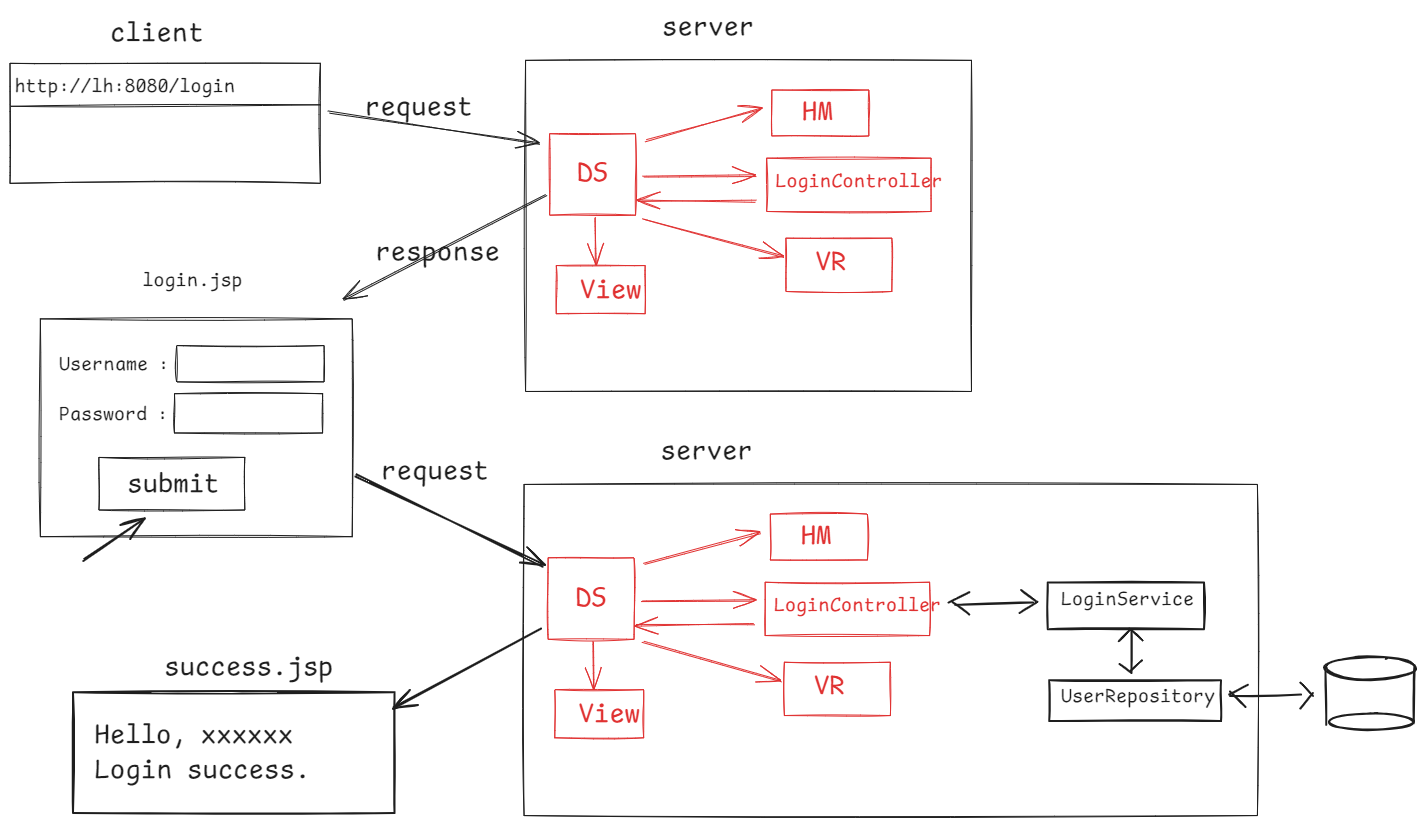 client
server
http://lh:8080/login
request
HM
DS
LoginController
response
VR
View
login.jsp
Username :
Password :
submit
request
server
HM
DS
LoginController
LoginService
VR
UserRepository
View
success.jsp
Hello, xxxxxx
Login success.